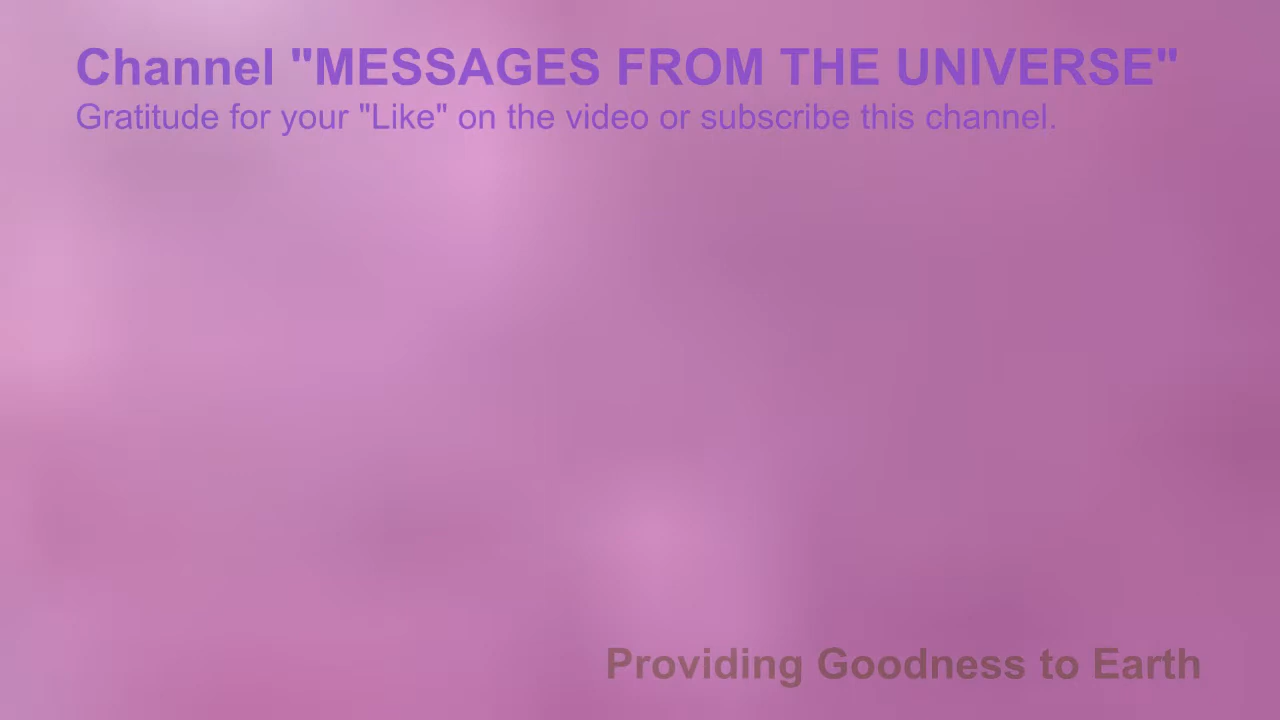 Channel "MESSAGES FROM THE UNIVERSE"
Gratitude for your "Like" on the video or subscribe this channel.
Providing Goodness to Earth